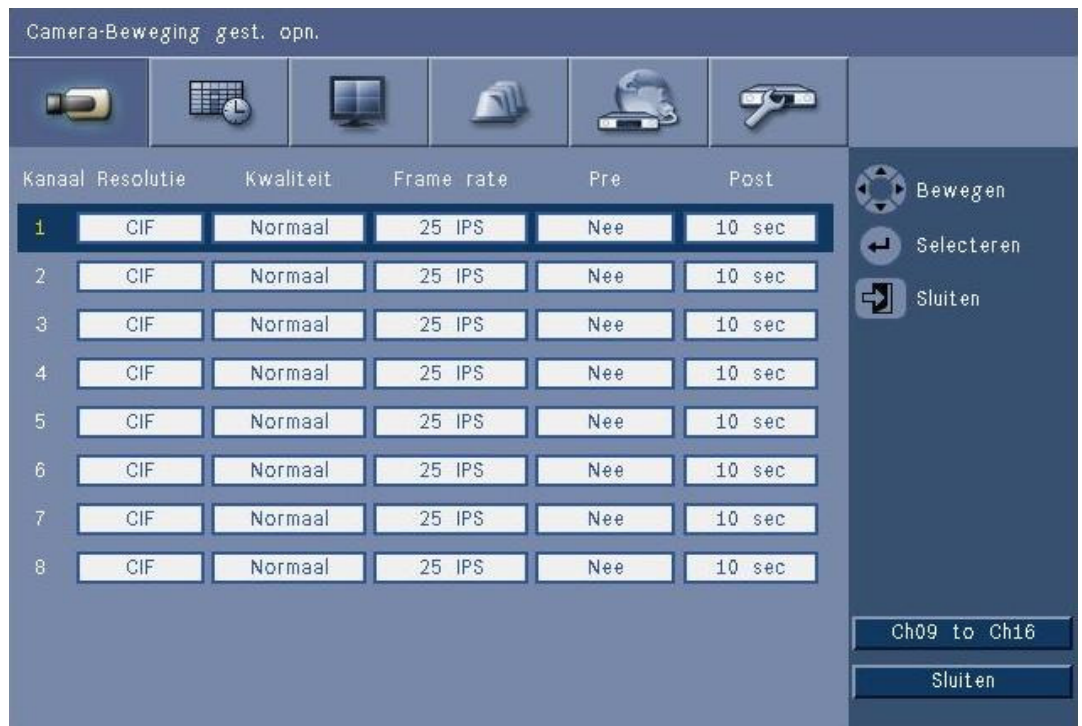 Camera-Beweging gest. opn.
Kanaal Resolutie Kwaliteit Frame rate Pre Post
1 CIF Normaal 25 IPS Nee 10 sec
2 CIF Normaal 25 IPS Nee 10 sec
3 CIF Normaal 25 IPS Nee 10 sec
4 CIF Normaal 25 IPS Nee 10 sec
5 CIF Normaal 25 IPS Nee 10 sec
6 CIF Normaal 25 IPS Nee 10 sec
7 CIF Normaal 25 IPS Nee 10 sec
8 CIF Normaal 25 IPS Nee 10 sec
Bewegen
Selecteren
Sluiten
Ch09 to Ch16
Sluiten